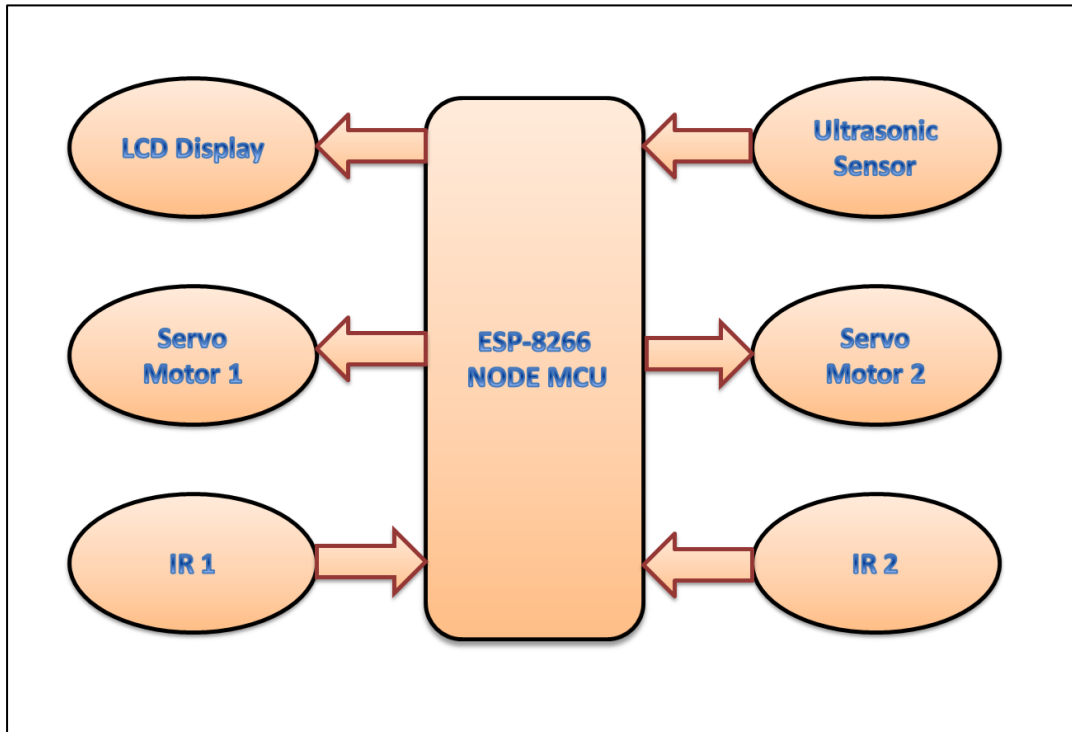 LCD Display
Ultrasonic
Sensor
Servo
Motor 1
ESP-8266
NODE MCU
Servo
Motor 2
IR 1
IR 2